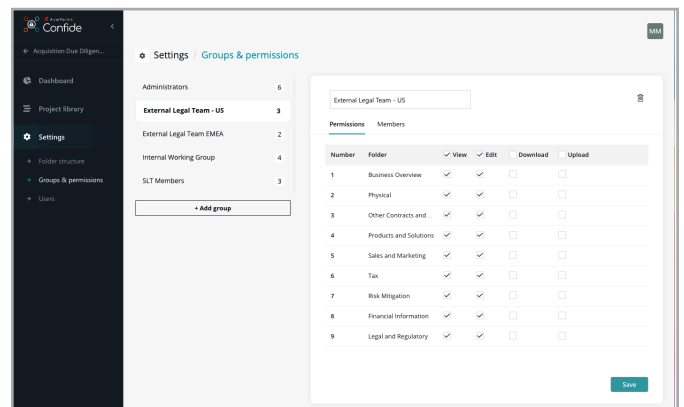 AvePoint
Confide
Acquisition Due Diligen...
Dashboard
Project library
Settings
Folder structure
Groups & permissions
Users
MM
Settings / Groups & permissions
Administrators 6
External Legal Team - US 3
External Legal Team EMEA 2
Internal Working Group 4
SLT Members 3
+ Add group
External Legal Team - US
Permissions Members
Number Folder View Edit Download Upload
1 Business Overview
2 Physical
3 Other Contracts and ...
4 Products and Solutions
5 Sales and Marketing
6 Tax
7 Risk Mitigation
8 Financial Information
9 Legal and Regulatory
Save